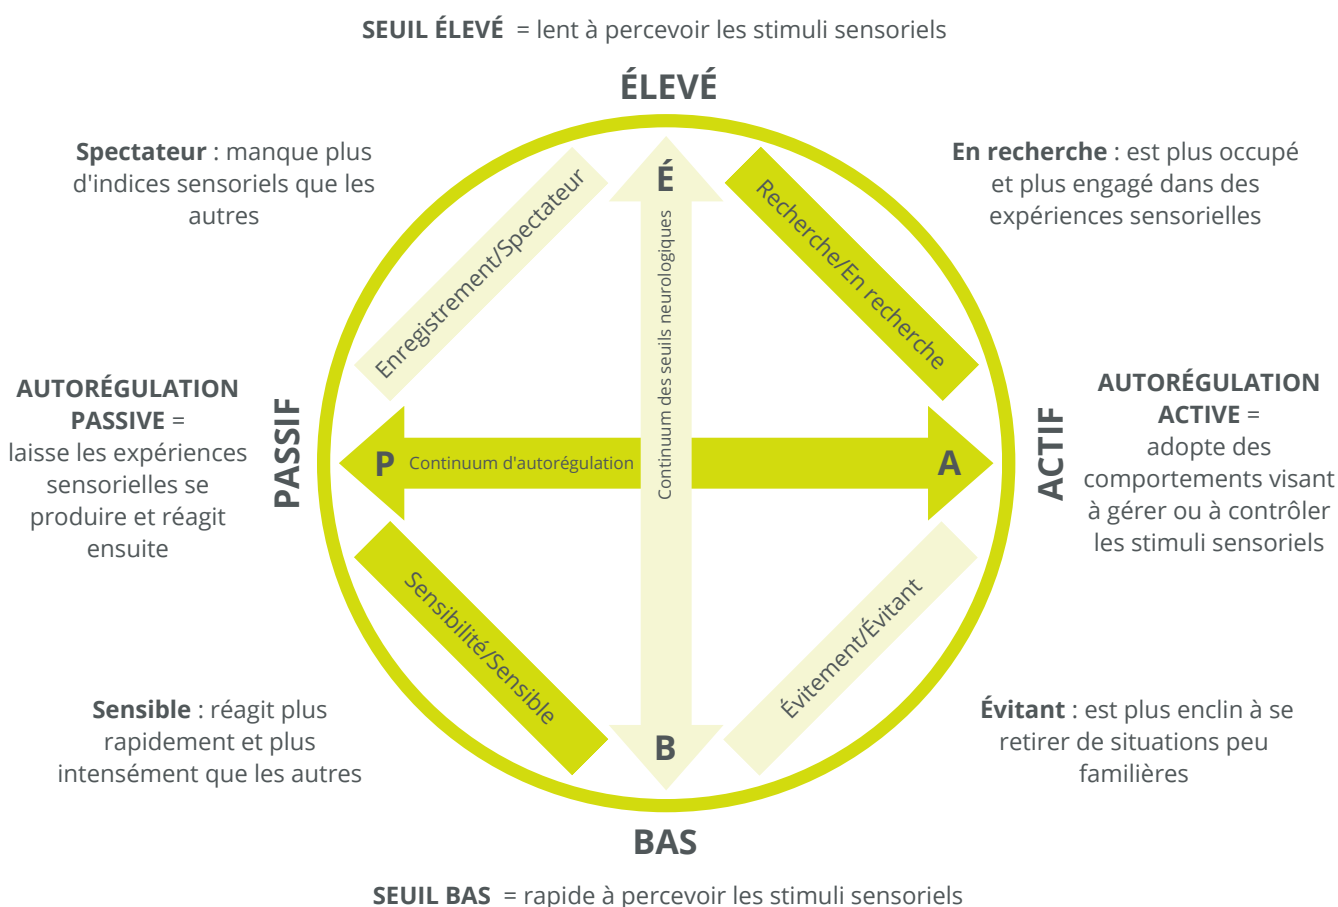 SEUIL ÉLEVÉ = lent à percevoir les stimuli sensoriels
ÉLEVÉ
Spectateur : manque plus
d'indices sensoriels que les
autres
En recherche : est plus occupé
et plus engagé dans des
expériences sensorielles
É
Enregistrement/Spectateur
Continuum des seuils neurologiques
Recherche/En recherche
AUTORÉGULATION
PASSIVE =
laisse les expériences
sensorielles se
produire et réagit
ensuite
PASSIF
P
Continuum d'autorégulation
A
ACTIF
AUTORÉGULATION
ACTIVE =
adopte des
comportements visant
à gérer ou à contrôler
les stimuli sensoriels
Sensibilité/Sensible
Évitement/Évitant
B
Sensible : réagit plus
rapidement et plus
intensément que les autres
Évitant : est plus enclin à se
retirer de situations peu
familières
BAS
SEUIL BAS = rapide à percevoir les stimuli sensoriels